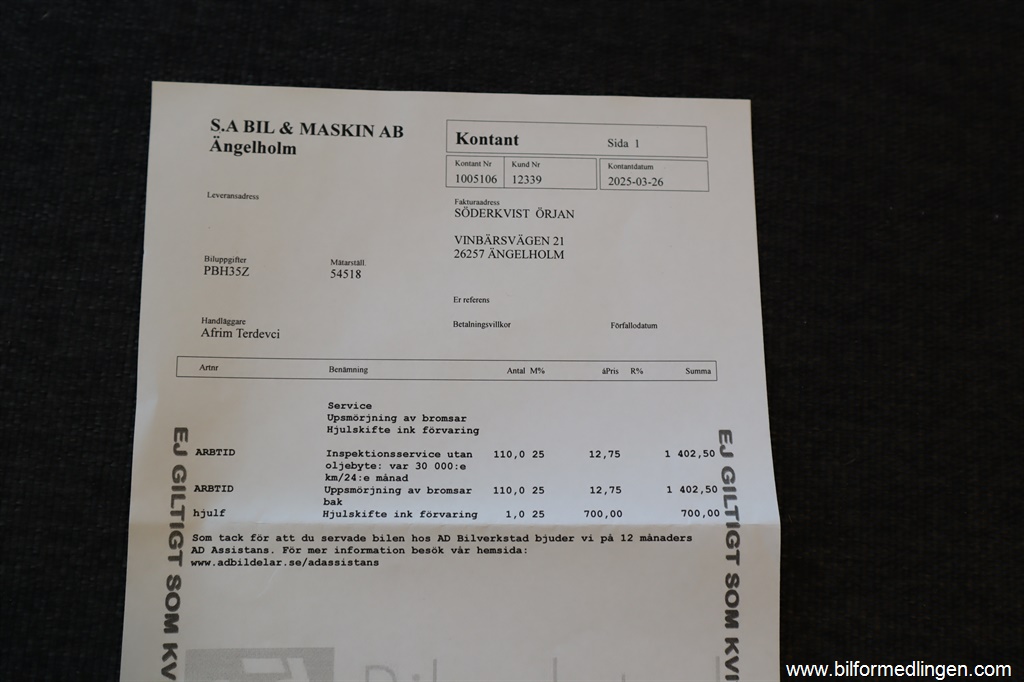 S.A BIL & MASKIN AB
Ängelholm
Kontant Sida 1
Kontant Nr Kund Nr Kontantdatum
1005106 12339 2025-03-26
Leveransadress
Fakturaadress
SÖDERKVIST ÖRJAN
VINBÄRSVÄGEN 21
26257 ÄNGELHOLM
Biluppgifter Mätarställ.
PBH35Z 54518
Er referens
Handläggare Betalningsvillkor Förfallodatum
Afrim Terdevci
Artnr Benämning Antal M% áPris R% Summa
Service
Upsmörjning av bromsar
Hjulskifte ink förvaring
ARBTID Inspektionsservice utan 110,0 25 12,75 1 402,50
oljebyte: var 30 000:e
km/24:e månad
ARBTID Uppsmörjning av bromsar 110,0 25 12,75 1 402,50
bak
hjulf Hjulskifte ink förvaring 1,0 25 700,00 700,00
Som tack för att du servade bilen hos AD Bilverkstad bjuder vi på 12 månaders
AD Assistans. För mer information besök vår hemsida:
www.adbildelar.se/adassistans
EJ GILTIGT SOM KVI
EJ GILTIGT SOM KVI
www.bilformedlingen.com